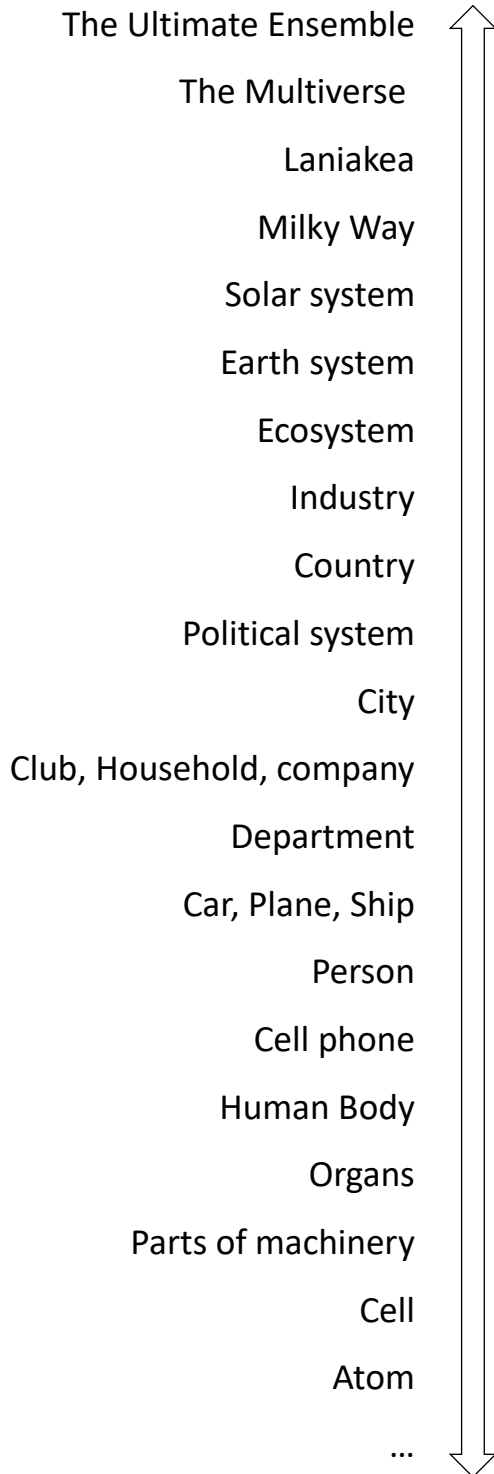 The Ultimate Ensemble
The Multiverse
Laniakea
Milky Way
Solar system
Earth system
Ecosystem
Industry
Country
Political system
City
Club, Household, company
Department
Car, Plane, Ship
Person
Cell phone
Human Body
Organs
Parts of machinery
Cell
Atom
...